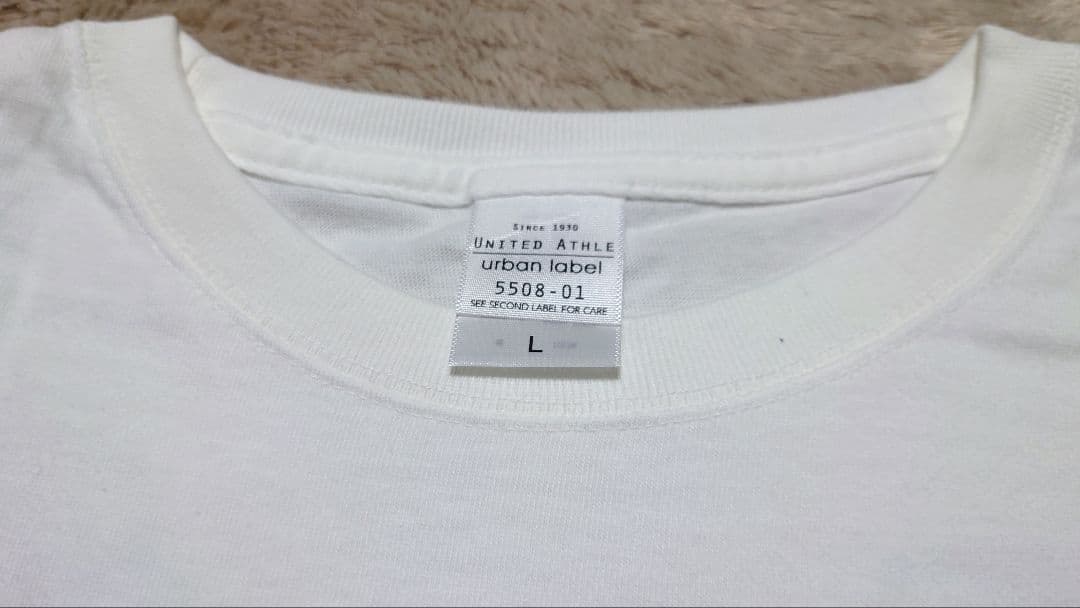 SINCE 1930
UNITED ATHLE
urban label
5508-01
SEE SECOND LABEL FOR CARE
L